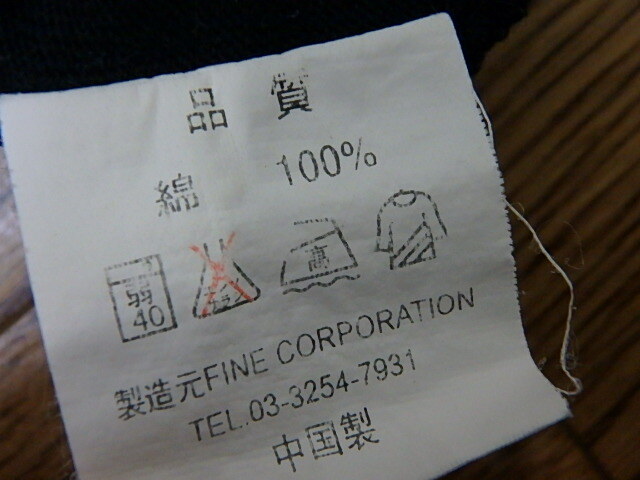 品質
綿 100%
弱 40
高
製造元FINE CORPORATION
TEL.03-3254-7931
中国製